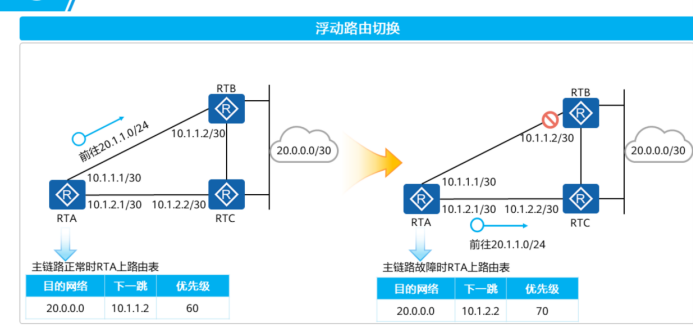 浮动路由切换
RTB
前往20.1.1.0/24
10.1.1.2/30
20.0.0.0/30
10.1.1.1/30
R
R
R
10.1.2.1/30
10.1.2.2/30
RTA
RTC
主链路正常时RTA上路由表
目的网络 下一跳 优先级
20.0.0.0 10.1.1.2 60
RTB
10.1.1.2/30
20.0.0.0/30
10.1.1.1/30
R
R
R
10.1.2.1/30
10.1.2.2/30
RTA
RTC
前往20.1.1.0/24
主链路故障时RTA上路由表
目的网络 下一跳 优先级
20.0.0.0 10.1.2.2 70